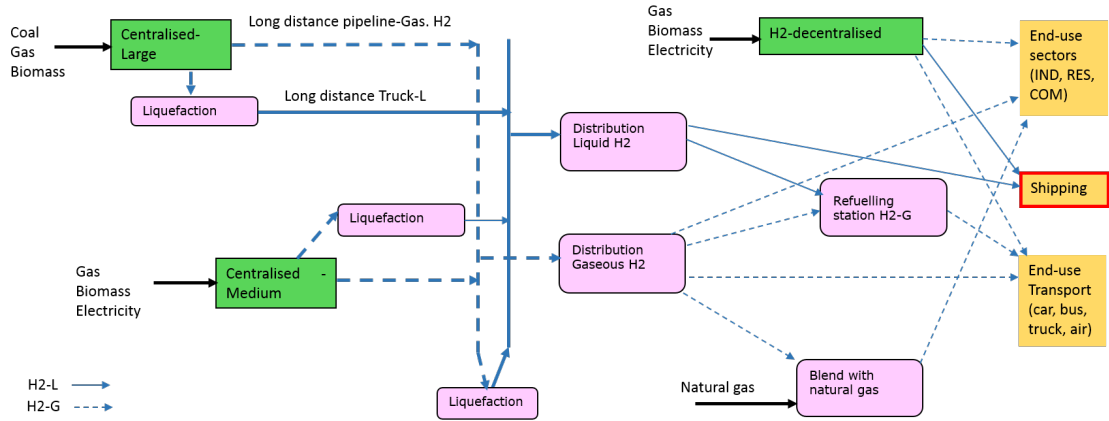 Coal
Gas
Biomass
Centralised-
Large
Long distance pipeline-Gas. H2
Liquefaction
Long distance Truck-L
Gas
Biomass
Electricity
H2-decentralised
End-use
sectors
(IND, RES,
COM)
Distribution
Liquid H2
Shipping
Refuelling
station H2-G
Liquefaction
Gas
Biomass
Electricity
Centralised -
Medium
Distribution
Gaseous H2
End-use
Transport
(car, bus,
truck, air)
Liquefaction
Natural gas
Blend with
natural gas
H2-L
H2-G